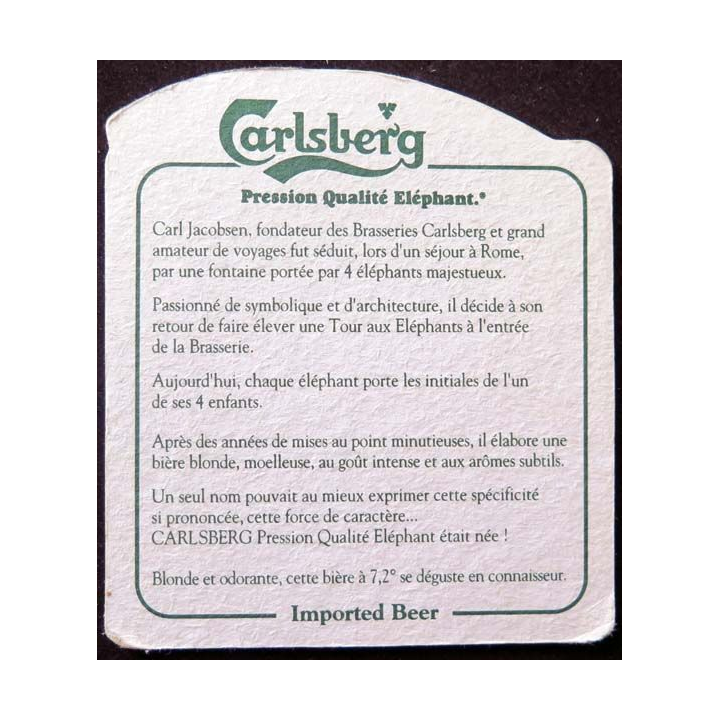 Carlsberg
Pression Qualité Eléphant.®
Carl Jacobsen, fondateur des Brasseries Carlsberg et grand
amateur de voyages fut séduit, lors d'un séjour à Rome,
par une fontaine portée par 4 éléphants majestueux.
Passionné de symbolique et d'architecture, il décide à son
retour de faire élever une Tour aux Eléphants à l'entrée
de la Brasserie.
Aujourd'hui, chaque éléphant porte les initiales de l'un
de ses 4 enfants.
Après des années de mises au point minutieuses, il élabore une
bière blonde, moelleuse, au goût intense et aux arômes subtils.
Un seul nom pouvait au mieux exprimer cette spécificité
si prononcée, cette force de caractère...
CARLSBERG Pression Qualité Eléphant était née !
Blonde et odorante, cette bière à 7,2° se déguste en connaisseur.
Imported Beer